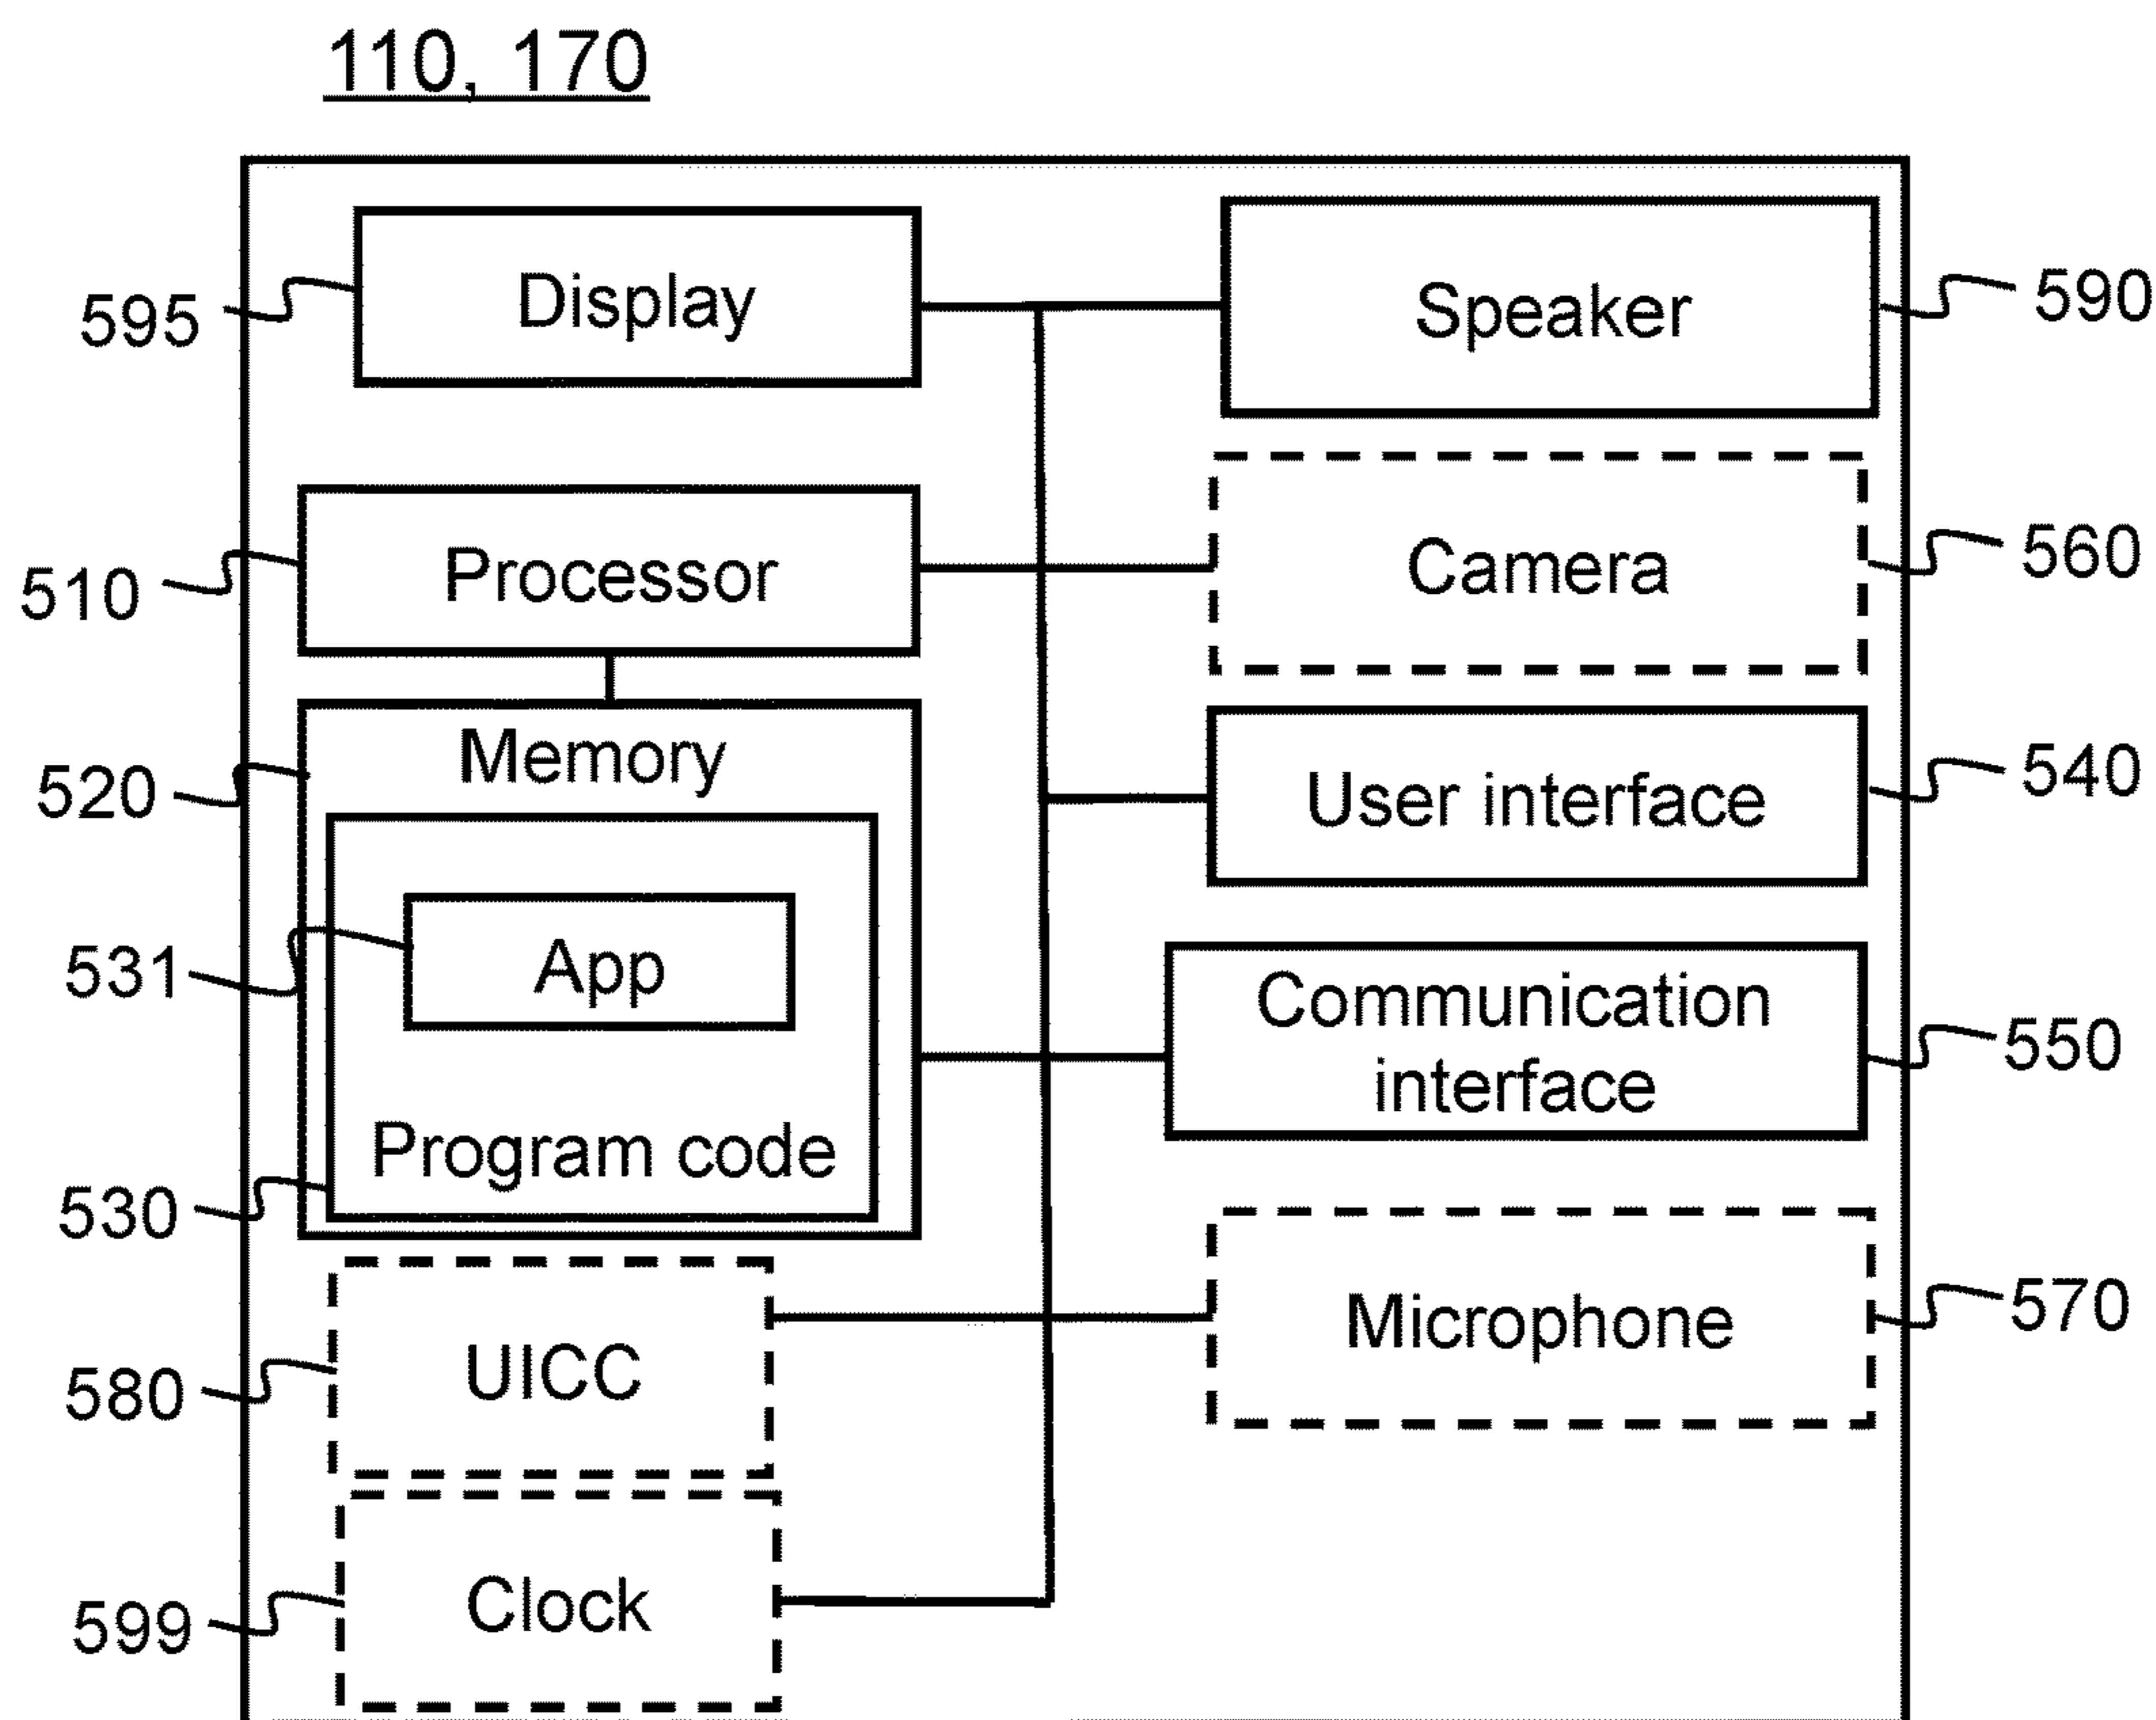 110, 170
595
Display
Speaker
590
510
Processor
Camera
560
520
Memory
User interface
540
531
App
Communication
interface
550
530
Program code
580
UICC
Microphone
570
599
Clock